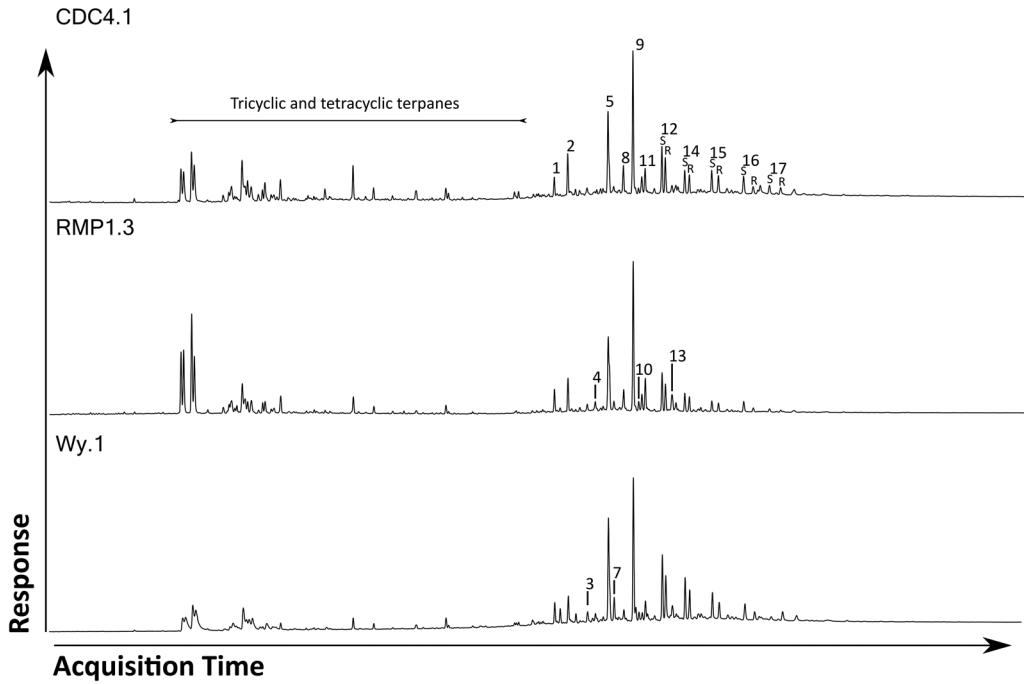 CDC4.1
9
Tricyclic and tetracyclic terpanes
5
12
2
S
R
14
15
1
8
11
S
R
S
R
16
17
S
R
S
R
RMP1.3
13
10
4
Wy.1
3
7
Response
Acquisition Time